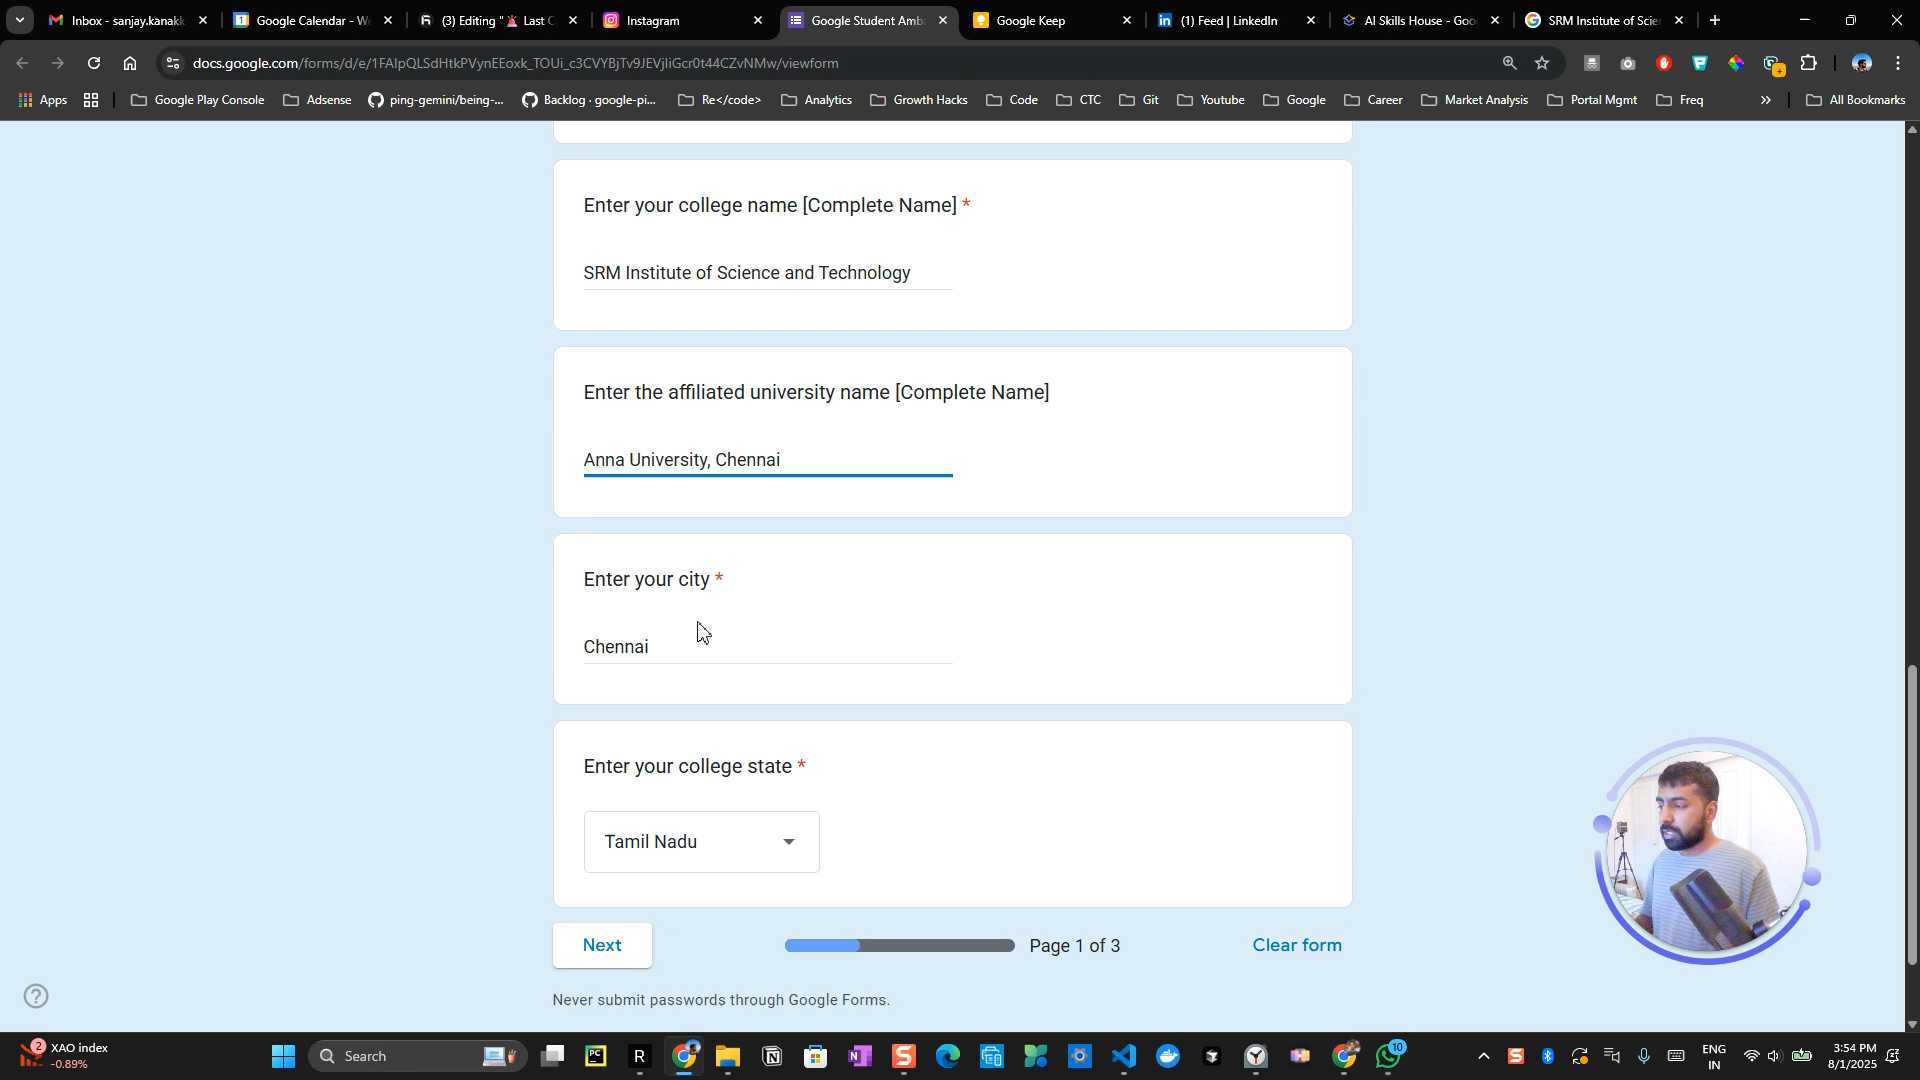 Inbox - sanjay.kanakk
Google Calendar - W
(3) Editing "🚨 Last C
Instagram
Google Student Amb
Google Keep
(1) Feed | LinkedIn
AI Skills House - Goo
SRM Institute of Scie
docs.google.com/forms/d/e/1FAIpQLSdHtkPVynEEoxk_TOUi_c3CVYBjTv9JEVjliGcr0t44CZvNMw/viewform
Apps
Google Play Console
Adsense
ping-gemini/being-...
Backlog · google-pi...
Re</code>
Analytics
Growth Hacks
Code
CTC
Git
Youtube
Google
Career
Market Analysis
Portal Mgmt
Freq
All Bookmarks
Enter your college name [Complete Name] *
SRM Institute of Science and Technology
Enter the affiliated university name [Complete Name]
Anna University, Chennai
Enter your city *
Chennai
Enter your college state *
Tamil Nadu
Next
Page 1 of 3
Clear form
Never submit passwords through Google Forms.
2
XAO index
-0.89%
Search
10
ENG
IN
3:54 PM
8/1/2025